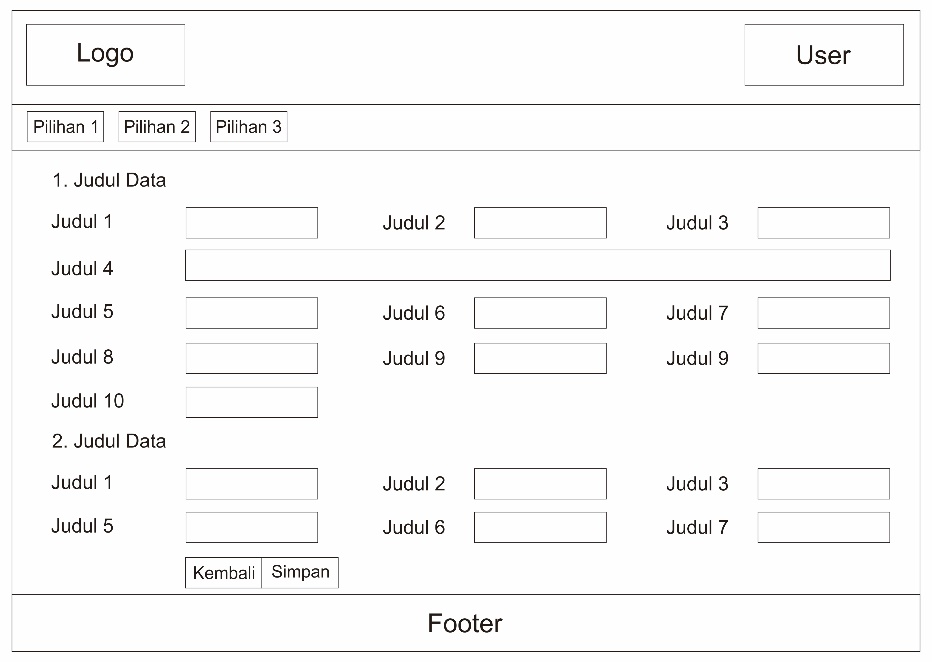 Logo User
Pilihan 1 Pilihan 2 Pilihan 3
1. Judul Data
Judul 1 Judul 2 Judul 3
Judul 4
Judul 5 Judul 6 Judul 7
Judul 8 Judul 9 Judul 9
Judul 10
2. Judul Data
Judul 1 Judul 2 Judul 3
Judul 5 Judul 6 Judul 7
Kembali Simpan
Footer